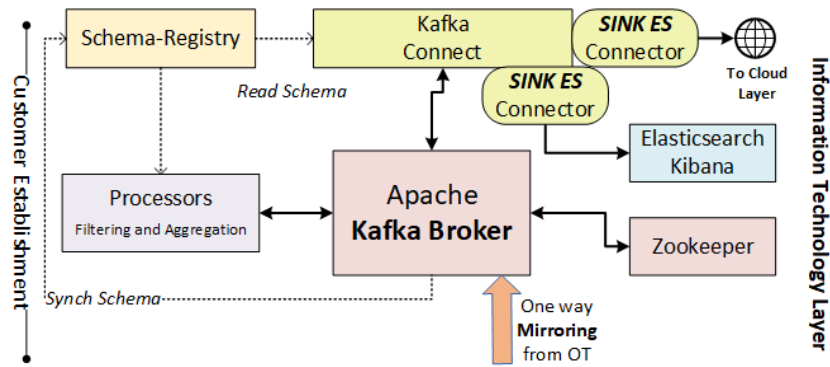 Schema-Registry
Kafka
Connect
SINK ES
Connector
To Cloud
Layer
Read Schema
SINK ES
Connector
Elasticsearch
Kibana
Processors
Filtering and Aggregation
Apache
Kafka Broker
Zookeeper
Synch Schema
One way
Mirroring
from OT
Customer Establishment
Information Technology Layer